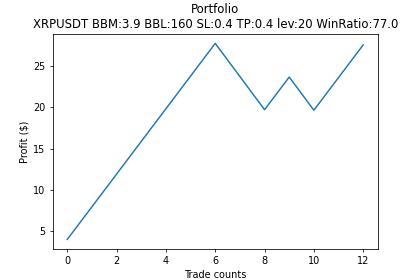 Portfolio
XRPUSDT BBM:3.9 BBL:160 SL:0.4 TP:0.4 lev:20 WinRatio:77.0
Profit ($)
25
20
15
10
5
0 2 4 6 8 10 12
Trade counts